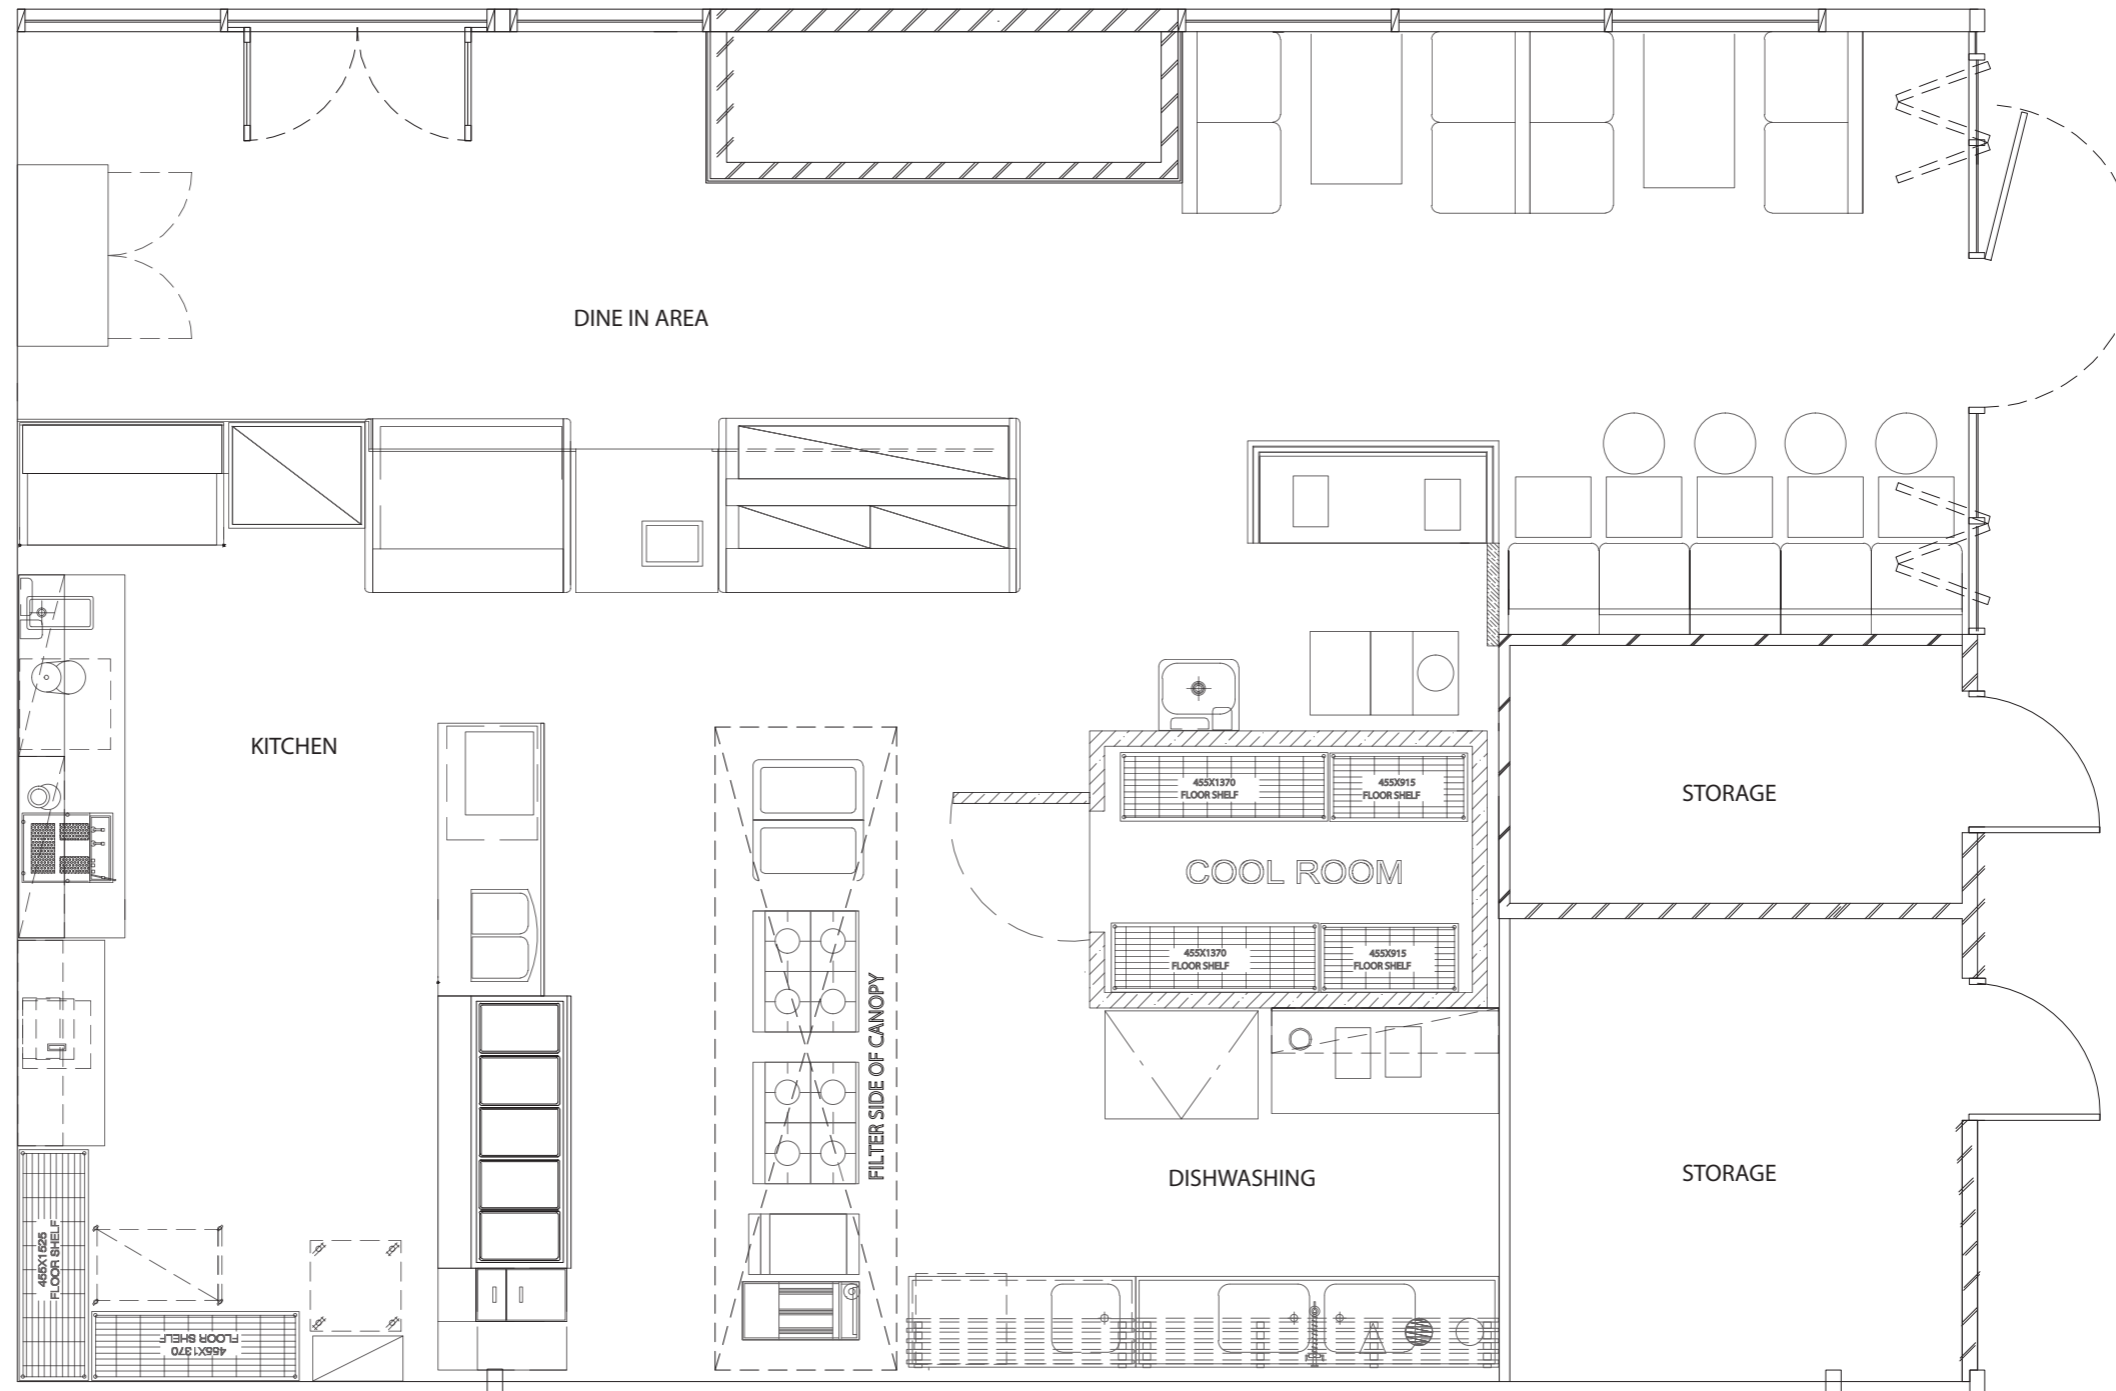 DINE IN AREA
KITCHEN
455X1370
FLOOR SHELF
455X915
FLOOR SHELF
STORAGE
COOL ROOM
455X1370
FLOOR SHELF
455X915
FLOOR SHELF
FILTER SIDE OF CANOPY
DISHWASHING
STORAGE
455X1525
FLOOR SHELF
455X1370
FLOOR SHELF